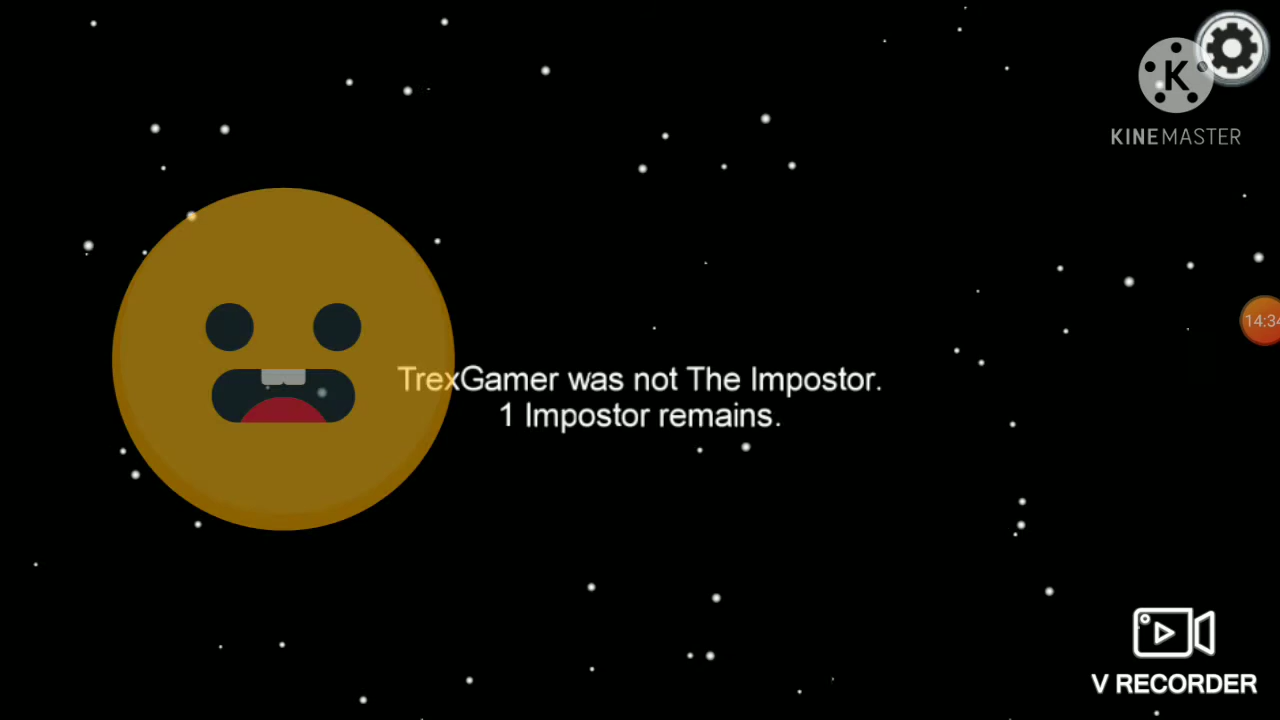 K
KINEMASTER
14:34
TrexGamer was not The Impostor.
1 Impostor remains.
V RECORDER